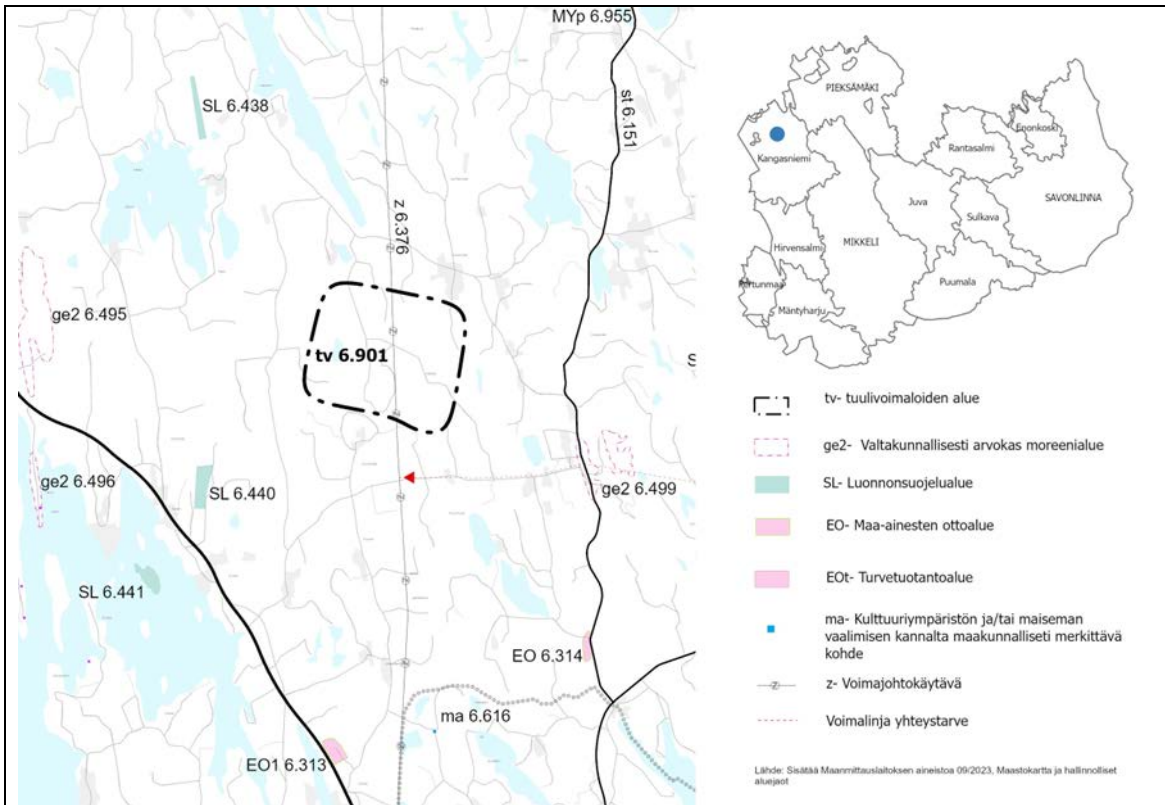 MYp 6.955
SL 6.438
st 6.151
z 6.376
ge2 6.495
tv 6.901
S
ge2 6.496
SL 6.440
ge2 6.499
SL 6.441
EO 6.314
ma 6.616
EO1 6.313
PIEKSÄMÄKI
Kangasniemi
Rantasalmi
Enonkoski
SAVONLINNA
Juva
Sulkava
Hirvensalmi
MIKKELI
Puumala
Mäntyharju
tv- tuulivoimaloiden alue
ge2- Valtakunnallisesti arvokas moreenialue
SL- Luonnonsuojelualue
EO- Maa-ainesten ottoalue
EOt- Turvetuotantoalue
ma- Kulttuuriympäristön ja/tai maiseman
vaalimisen kannalta maakunnalliseti merkittävä
kohde
z- Voimajohtokäytävä
Voimalinja yhteystarve
Lähde: Sisätää Maanmittauslaitoksen aineistoa 09/2023, Maastokartta ja hallinnolliset
aluejaot